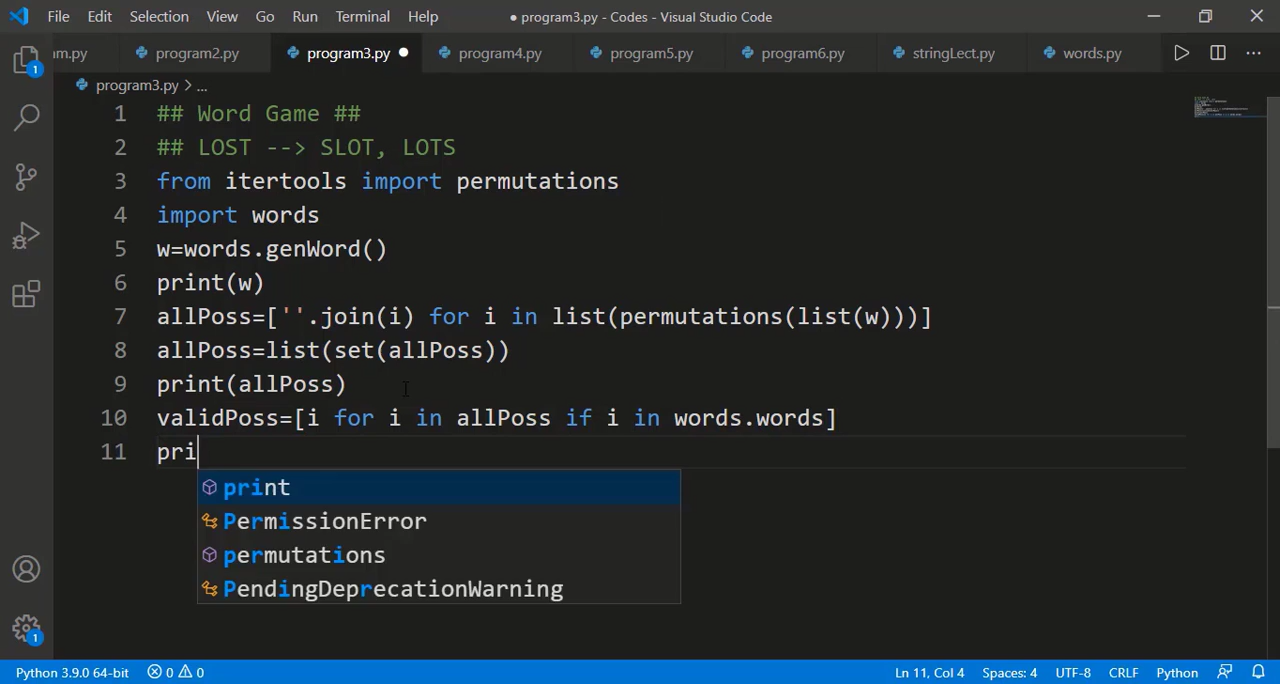 File Edit Selection View Go Run Terminal Help ● program3.py - Codes - Visual Studio Code
am.py program2.py program3.py ● program4.py program5.py program6.py stringLect.py words.py
program3.py > ...
1 ## Word Game ##
2 ## LOST --> SLOT, LOTS
3 from itertools import permutations
4 import words
5 w=words.genWord()
6 print(w)
7 allPoss=[''.join(i) for i in list(permutations(list(w)))]
8 allPoss=list(set(allPoss))
9 print(allPoss)
10 validPoss=[i for i in allPoss if i in words.words]
11 pri
print
PermissionError
permutations
PendingDeprecationWarning
1
1
Python 3.9.0 64-bit 0 0 Ln 11, Col 4 Spaces: 4 UTF-8 CRLF Python